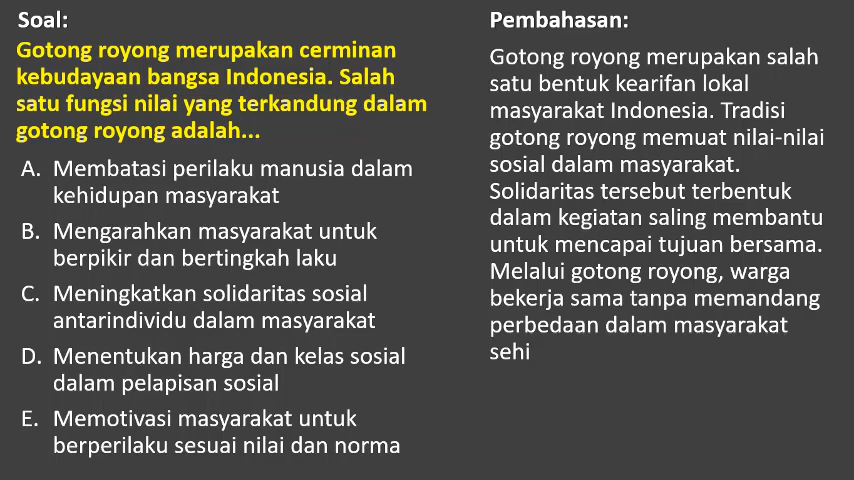 Soal:
Gotong royong merupakan cerminan
kebudayaan bangsa Indonesia. Salah
satu fungsi nilai yang terkandung dalam
gotong royong adalah...
A. Membatasi perilaku manusia dalam
kehidupan masyarakat
B. Mengarahkan masyarakat untuk
berpikir dan bertingkah laku
C. Meningkatkan solidaritas sosial
antarindividu dalam masyarakat
D. Menentukan harga dan kelas sosial
dalam pelapisan sosial
E. Memotivasi masyarakat untuk
berperilaku sesuai nilai dan norma
Pembahasan:
Gotong royong merupakan salah
satu bentuk kearifan lokal
masyarakat Indonesia. Tradisi
gotong royong memuat nilai-nilai
sosial dalam masyarakat.
Solidaritas tersebut terbentuk
dalam kegiatan saling membantu
untuk mencapai tujuan bersama.
Melalui gotong royong, warga
bekerja sama tanpa memandang
perbedaan dalam masyarakat
sehi